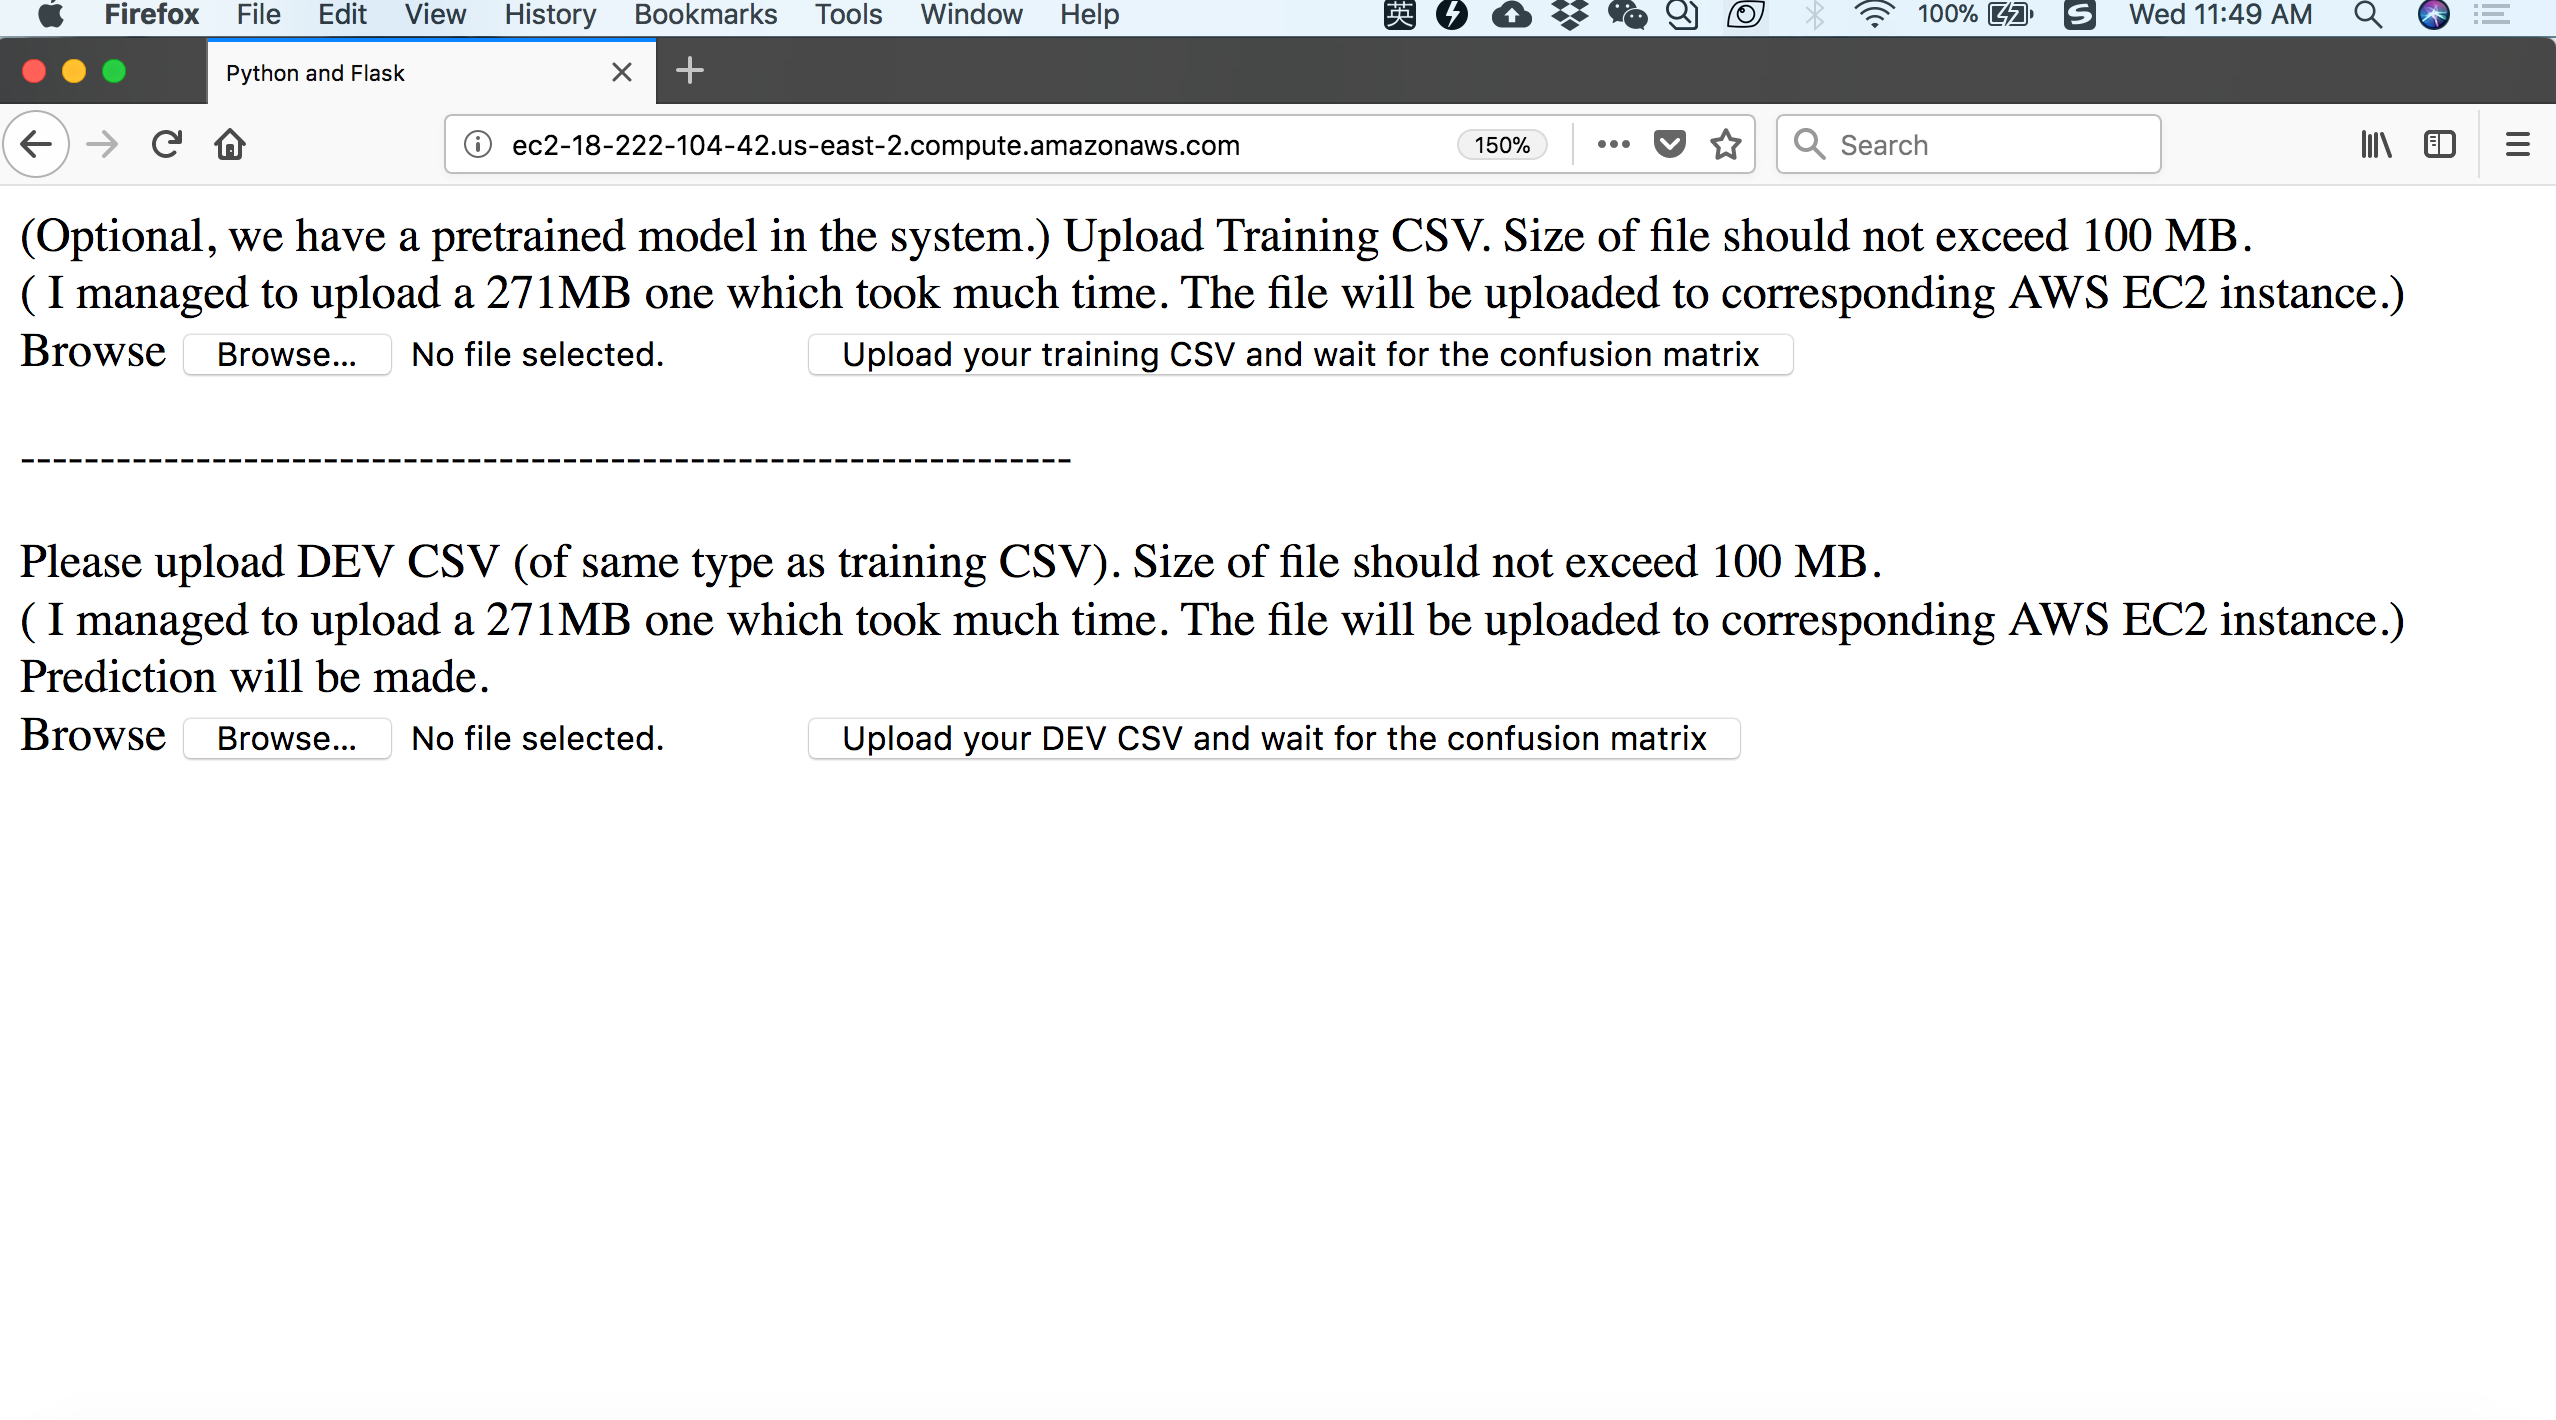 Firefox File Edit View History Bookmarks Tools Window Help 英 100% Wed 11:49 AM
Python and Flask
ec2-18-222-104-42.us-east-2.compute.amazonaws.com 150% Search
(Optional, we have a pretrained model in the system.) Upload Training CSV. Size of file should not exceed 100 MB.
( I managed to upload a 271MB one which took much time. The file will be uploaded to corresponding AWS EC2 instance.)
Browse Browse... No file selected. Upload your training CSV and wait for the confusion matrix
------------------------------------------------------------------
Please upload DEV CSV (of same type as training CSV). Size of file should not exceed 100 MB.
( I managed to upload a 271MB one which took much time. The file will be uploaded to corresponding AWS EC2 instance.)
Prediction will be made.
Browse Browse... No file selected. Upload your DEV CSV and wait for the confusion matrix